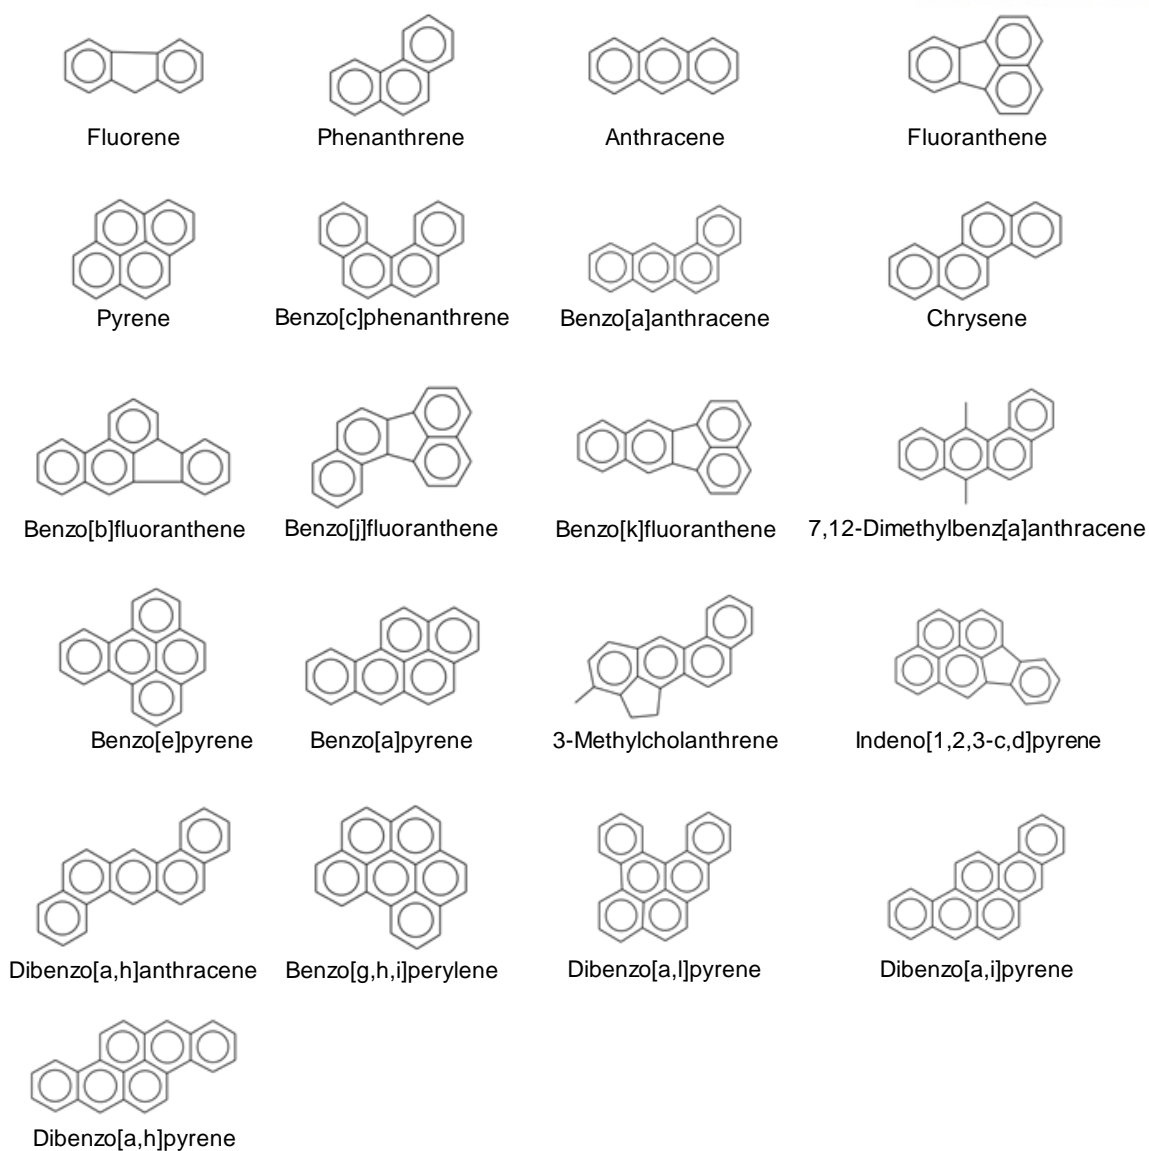 Fluorene
Phenanthrene
Anthracene
Fluoranthene
Pyrene
Benzo[c]phenanthrene
Benzo[a]anthracene
Chrysene
Benzo[b]fluoranthene
Benzo[j]fluoranthene
Benzo[k]fluoranthene
7,12-Dimethylbenz[a]anthracene
Benzo[e]pyrene
Benzo[a]pyrene
3-Methylcholanthrene
Indeno[1,2,3-c,d]pyrene
Dibenzo[a,h]anthracene
Benzo[g,h,i]perylene
Dibenzo[a,l]pyrene
Dibenzo[a,i]pyrene
Dibenzo[a,h]pyrene